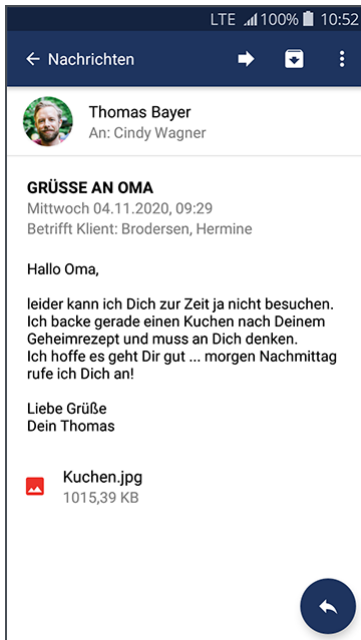 LTE 100% 10:52
Nachrichten
Thomas Bayer
An: Cindy Wagner
GRÜSSE AN OMA
Mittwoch 04.11.2020, 09:29
Betrifft Klient: Brodersen, Hermine
Hallo Oma,
leider kann ich Dich zur Zeit ja nicht besuchen.
Ich backe gerade einen Kuchen nach Deinem
Geheimrezept und muss an Dich denken.
Ich hoffe es geht Dir gut ... morgen Nachmittag
rufe ich Dich an!
Liebe Grüße
Dein Thomas
Kuchen.jpg
1015,39 KB